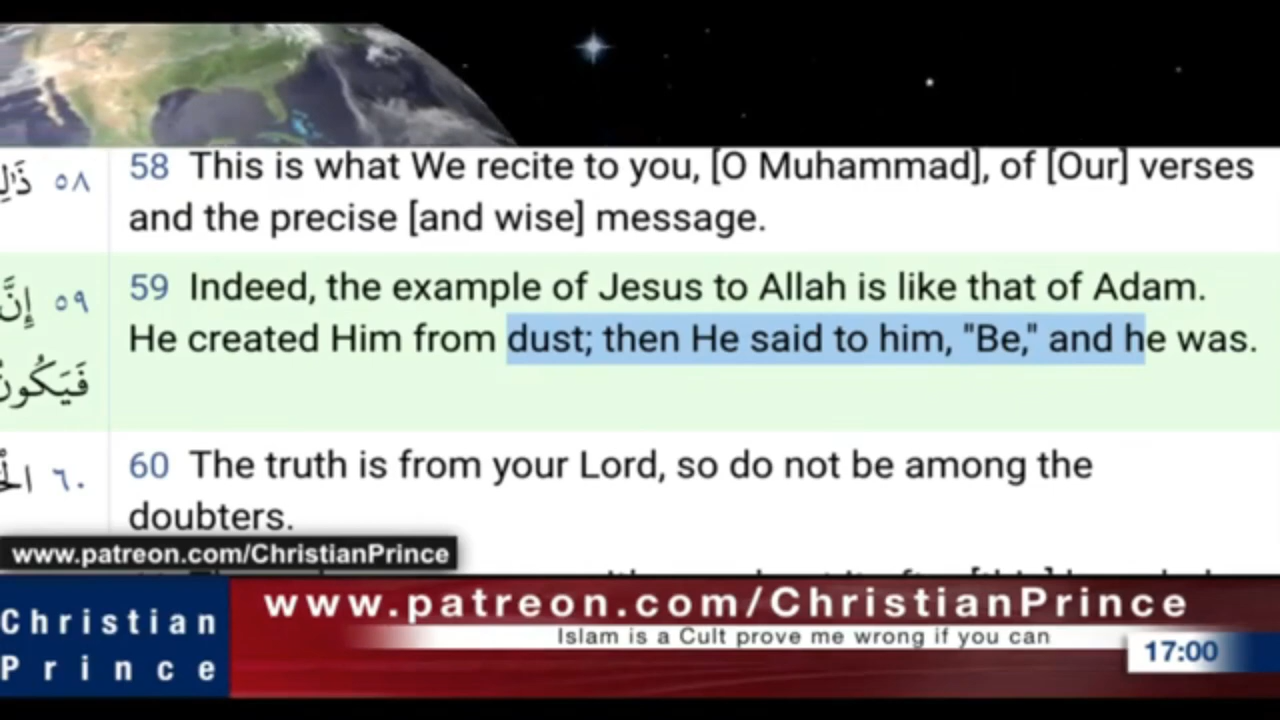 58 This is what We recite to you, [O Muhammad], of [Our] verses
and the precise [and wise] message.
٥٨
59 Indeed, the example of Jesus to Allah is like that of Adam.
He created Him from dust; then He said to him, "Be," and he was.
٥٩ إِنَّ
فَيَكُونُ
60 The truth is from your Lord, so do not be among the
doubters.
٦٠
www.patreon.com/ChristianPrince
Christian
Prince
www.patreon.com/ChristianPrince
Islam is a Cult prove me wrong if you can
17:00